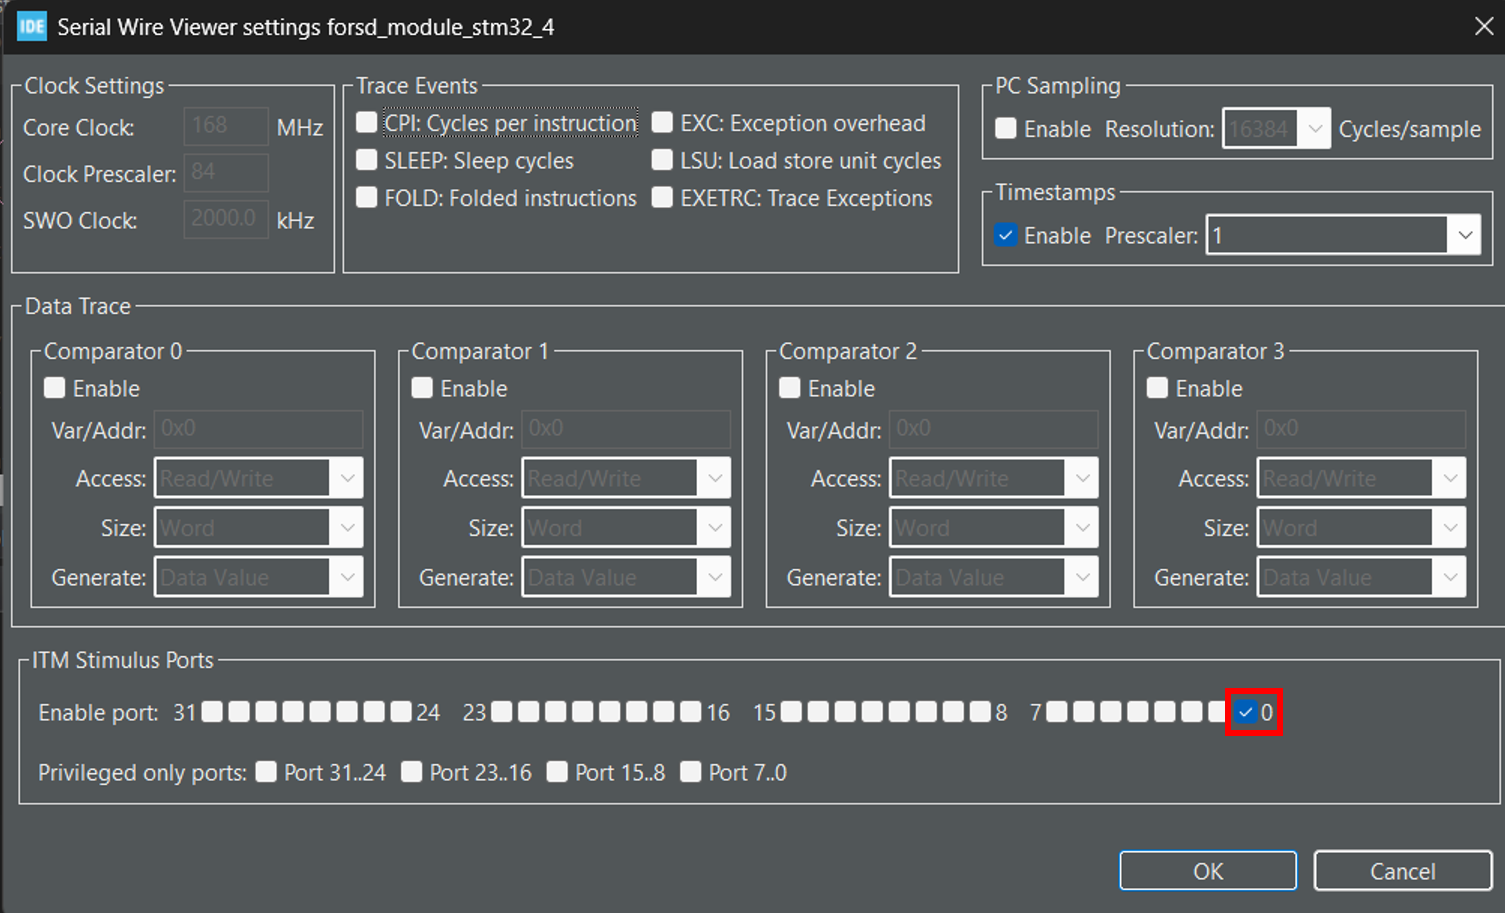 IDE Serial Wire Viewer settings forsd_module_stm32_4
Clock Settings
Core Clock: 168 MHz
Clock Prescaler: 84
SWO Clock: 2000.0 kHz
Trace Events
CPI: Cycles per instruction EXC: Exception overhead
SLEEP: Sleep cycles LSU: Load store unit cycles
FOLD: Folded instructions EXETRC: Trace Exceptions
PC Sampling
Enable Resolution: 16384 Cycles/sample
Timestamps
Enable Prescaler: 1
Data Trace
Comparator 0
Enable
Var/Addr: 0x0
Access: Read/Write
Size: Word
Generate: Data Value
Comparator 1
Enable
Var/Addr: 0x0
Access: Read/Write
Size: Word
Generate: Data Value
Comparator 2
Enable
Var/Addr: 0x0
Access: Read/Write
Size: Word
Generate: Data Value
Comparator 3
Enable
Var/Addr: 0x0
Access: Read/Write
Size: Word
Generate: Data Value
ITM Stimulus Ports
Enable port: 31 24 23 16 15 8 7 0
Privileged only ports: Port 31..24 Port 23..16 Port 15..8 Port 7..0
OK Cancel